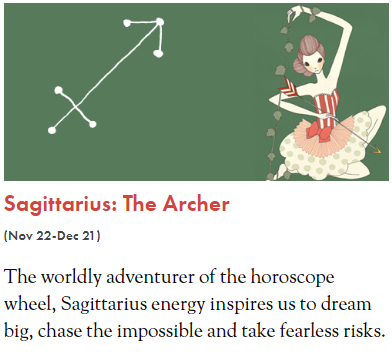 Sagittarius: The Archer
(Nov 22-Dec 21)
The worldly adventurer of the horoscope
wheel, Sagittarius energy inspires us to dream
big, chase the impossible and take fearless risks.